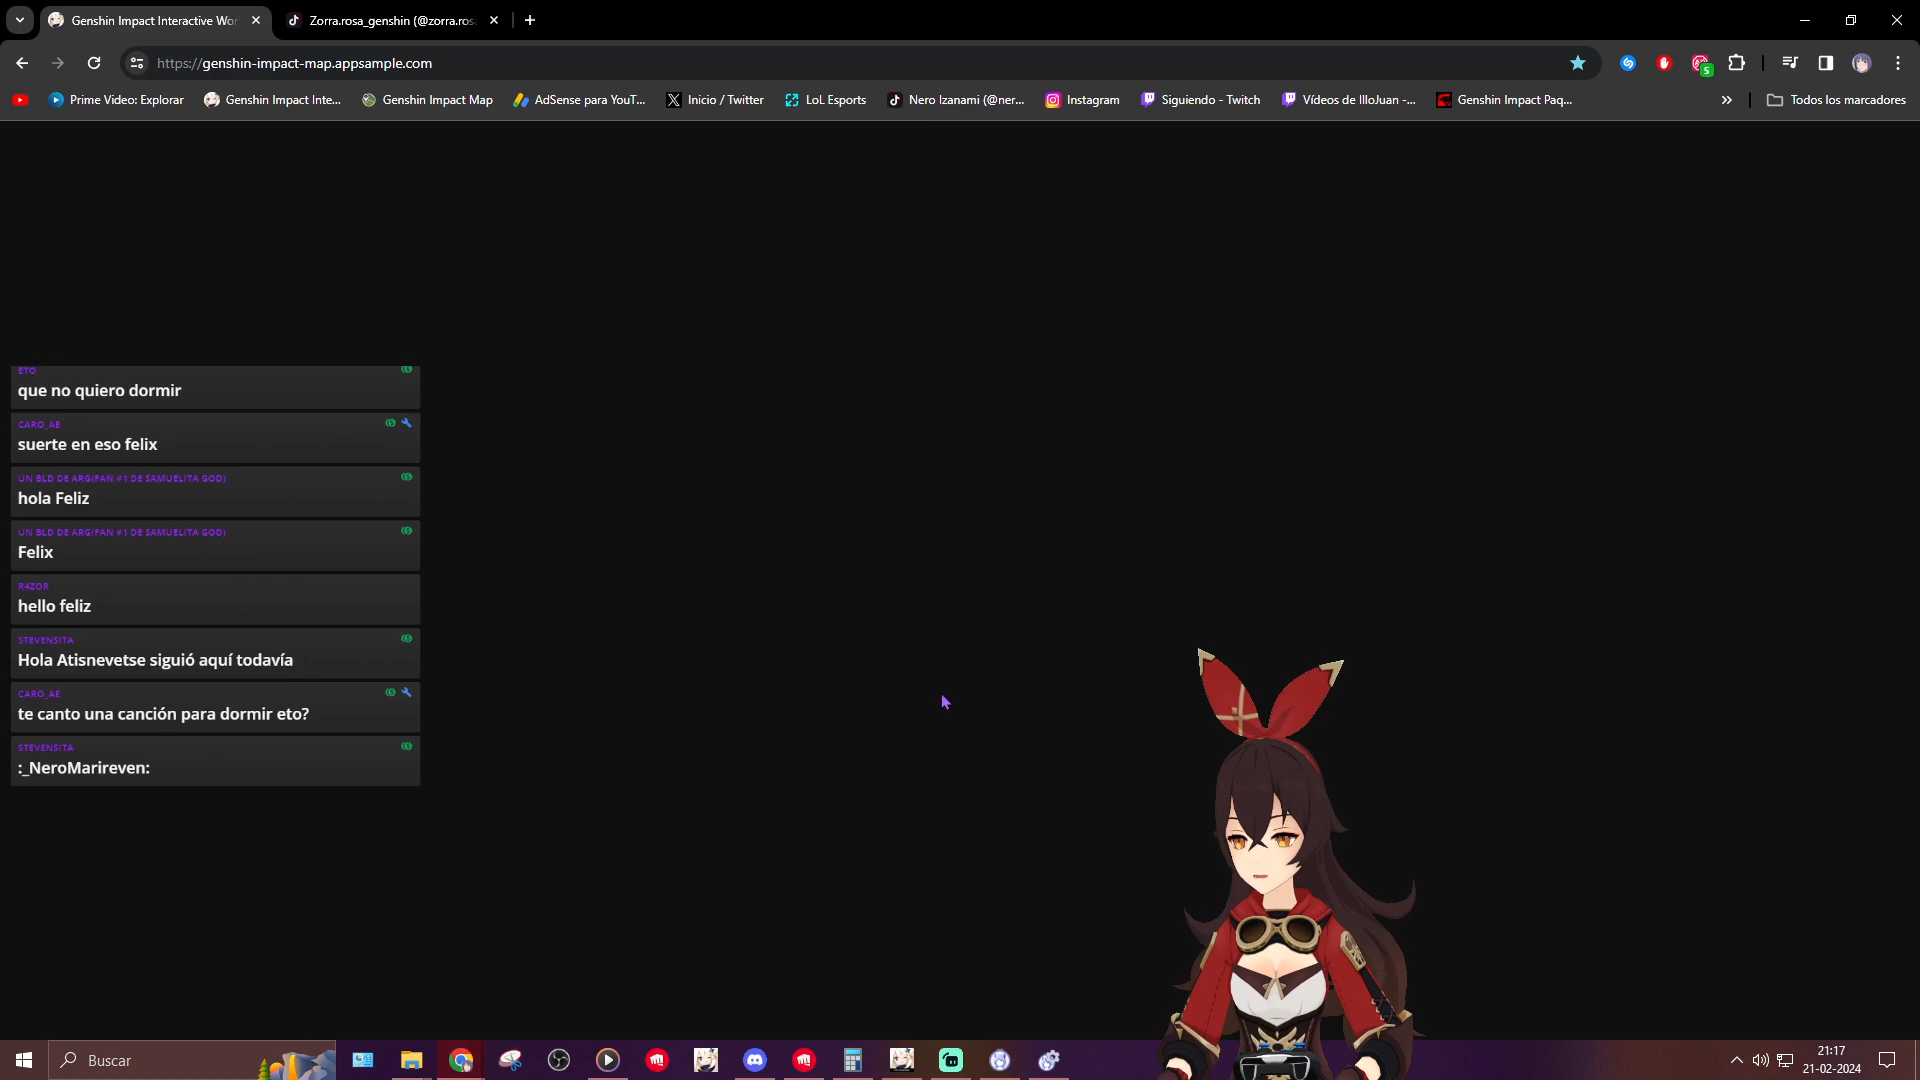 Genshin Impact Interactive Wor
Zorra.rosa_genshin (@zorra.ros
https://genshin-impact-map.appsample.com
5
Prime Video: Explorar
Genshin Impact Inte...
Genshin Impact Map
AdSense para YouT...
Inicio / Twitter
LoL Esports
Nero Izanami (@ner...
Instagram
Siguiendo - Twitch
Vídeos de IlloJuan -...
Genshin Impact Paq...
Todos los marcadores
ETO
que no quiero dormir
CARO_AE
suerte en eso felix
UN BLD DE ARG(FAN #1 DE SAMUELITA GOD)
hola Feliz
UN BLD DE ARG(FAN #1 DE SAMUELITA GOD)
Felix
R4ZOR
hello feliz
STEVENSITA
Hola Atisnevetse siguió aquí todavía
CARO_AE
te canto una canción para dormir eto?
STEVENSITA
:_NeroMarireven:
Buscar
21:17
21-02-2024